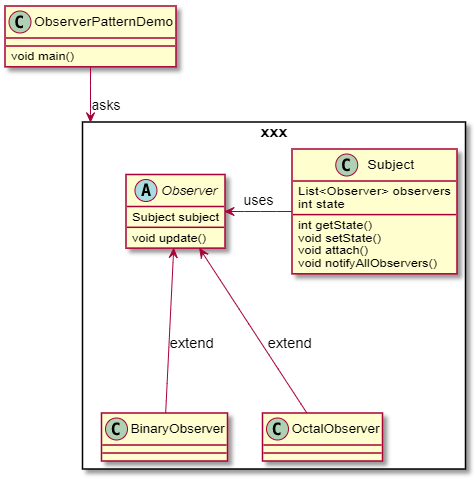 C ObserverPatternDemo
void main()
asks
xxx
C Subject
List<Observer> observers
int state
int getState()
void setState()
void attach()
void notifyAllObservers()
uses
A Observer
Subject subject
void update()
extend
extend
C BinaryObserver
C OctalObserver